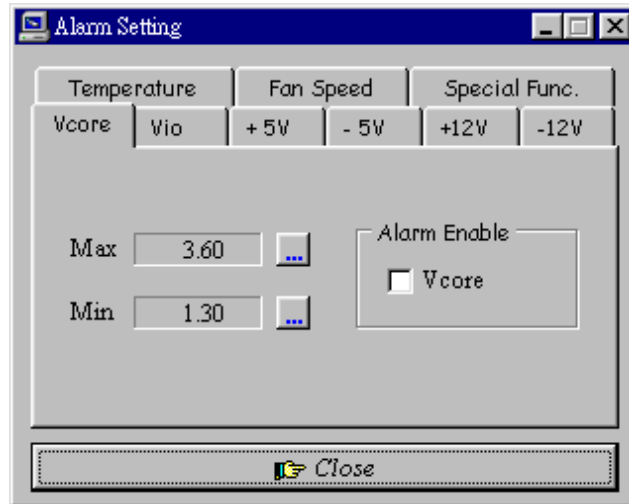 Alarm Setting
Temperature Fan Speed Special Func.
Vcore Vio + 5V - 5V +12V -12V
Max 3.60 ...
Alarm Enable
Vcore
Min 1.30 ...
Close